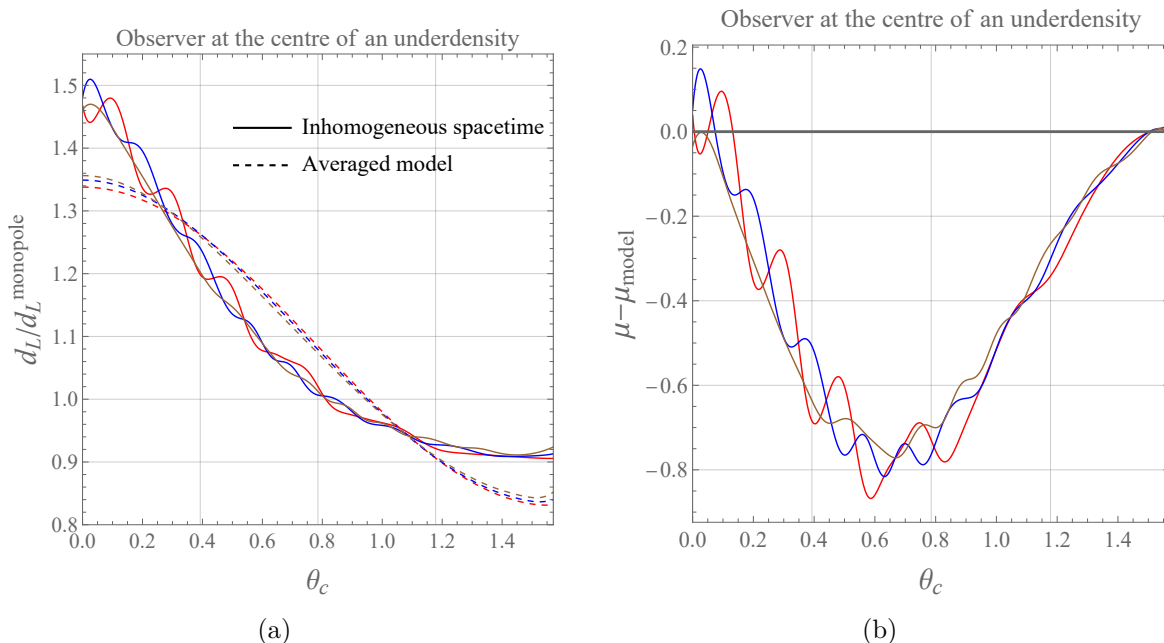 Observer at the centre of an underdensity
1.5
1.4
1.3
1.2
1.1
1.0
0.9
0.8
d_L/d_L^monopole
Inhomogeneous spacetime
Averaged model
0.0 0.2 0.4 0.6 0.8 1.0 1.2 1.4
θ_c
(a)
Observer at the centre of an underdensity
0.2
0.0
−0.2
−0.4
−0.6
−0.8
μ−μ_model
0.0 0.2 0.4 0.6 0.8 1.0 1.2 1.4
θ_c
(b)